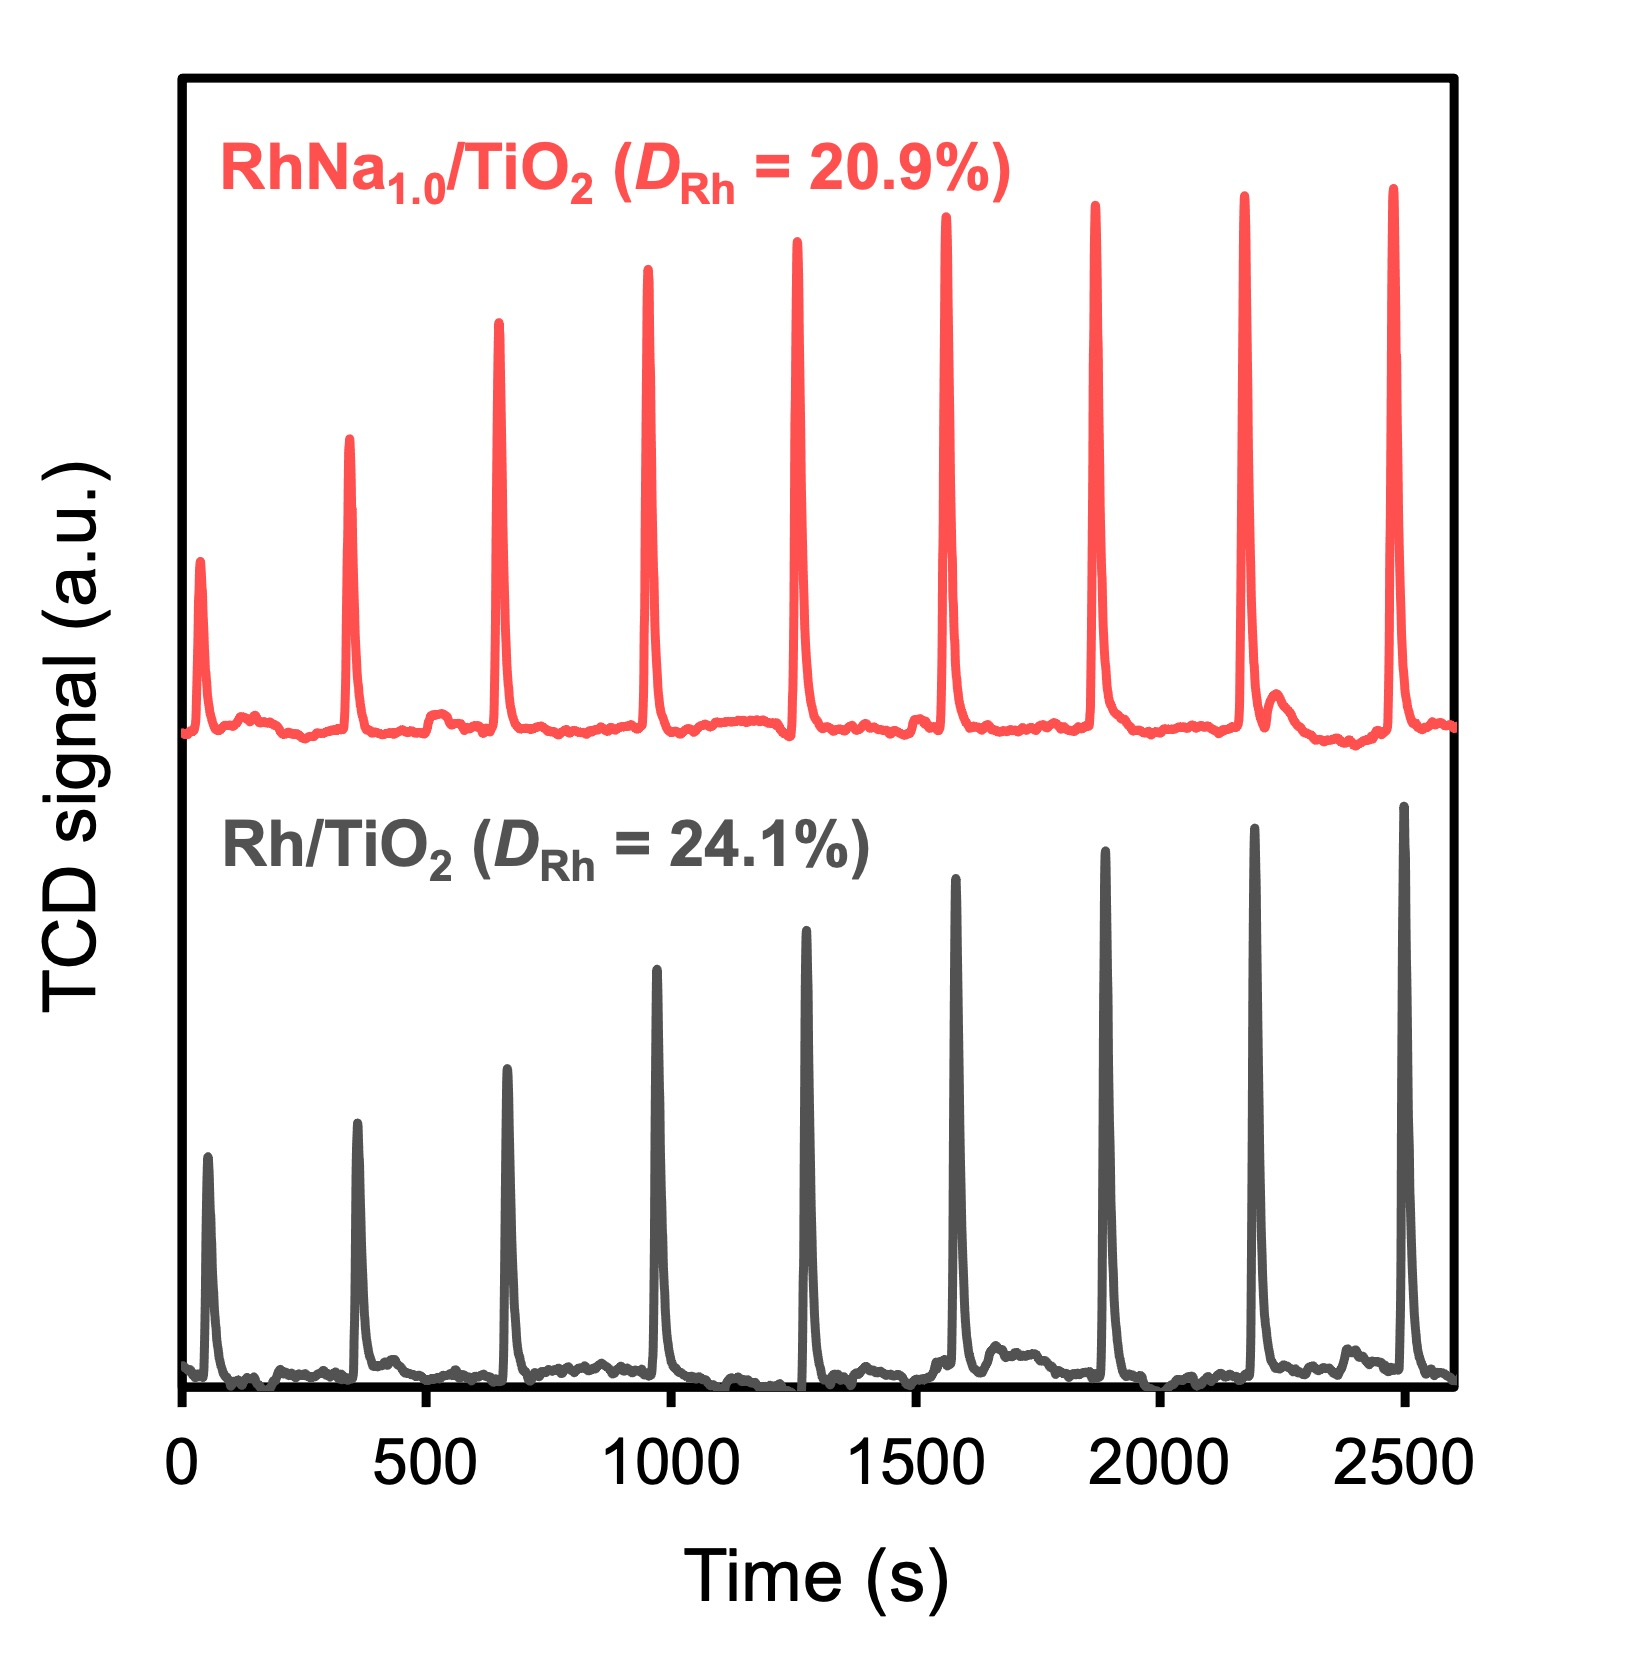 RhNa1.0/TiO2 (DRh = 20.9%)
TCD signal (a.u.)
Rh/TiO2 (DRh = 24.1%)
0 500 1000 1500 2000 2500
Time (s)